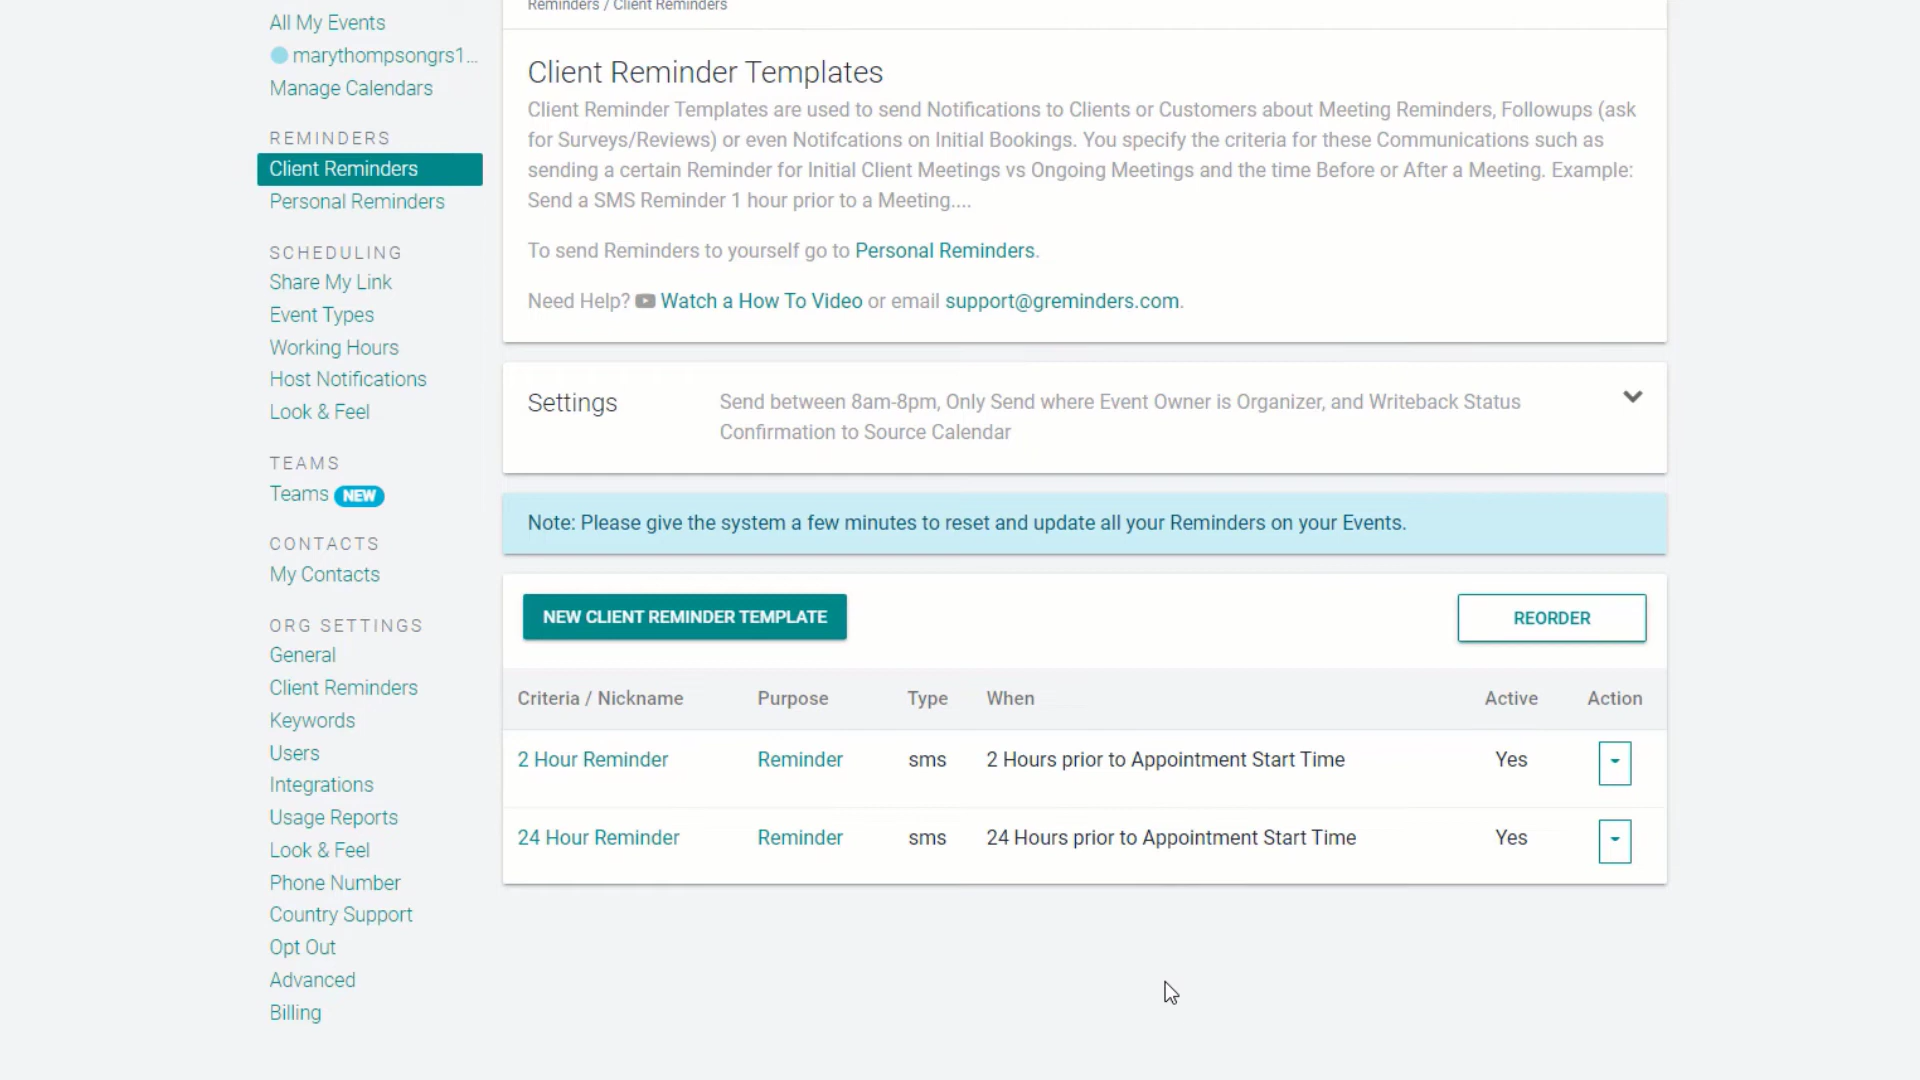 Reminders / Client Reminders
All My Events
marythompsongrs1...
Manage Calendars
REMINDERS
Client Reminders
Personal Reminders
SCHEDULING
Share My Link
Event Types
Working Hours
Host Notifications
Look & Feel
TEAMS
Teams NEW
CONTACTS
My Contacts
ORG SETTINGS
General
Client Reminders
Keywords
Users
Integrations
Usage Reports
Look & Feel
Phone Number
Country Support
Opt Out
Advanced
Billing
Client Reminder Templates
Client Reminder Templates are used to send Notifications to Clients or Customers about Meeting Reminders, Followups (ask
for Surveys/Reviews) or even Notifcations on Initial Bookings. You specify the criteria for these Communications such as
sending a certain Reminder for Initial Client Meetings vs Ongoing Meetings and the time Before or After a Meeting. Example:
Send a SMS Reminder 1 hour prior to a Meeting....
To send Reminders to yourself go to Personal Reminders.
Need Help? Watch a How To Video or email support@greminders.com.
Settings
Send between 8am-8pm, Only Send where Event Owner is Organizer, and Writeback Status
Confirmation to Source Calendar
Note: Please give the system a few minutes to reset and update all your Reminders on your Events.
NEW CLIENT REMINDER TEMPLATE
REORDER
Criteria / Nickname Purpose Type When Active Action
2 Hour Reminder Reminder sms 2 Hours prior to Appointment Start Time Yes
24 Hour Reminder Reminder sms 24 Hours prior to Appointment Start Time Yes